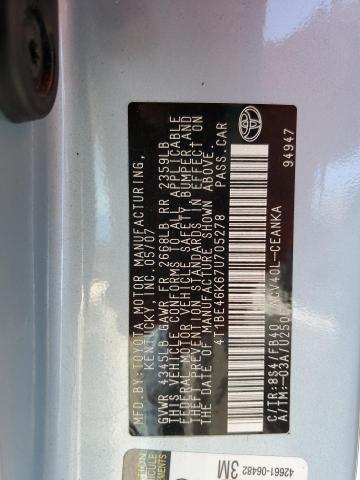 MFD.BY:TOYOTA MOTOR MANUFACTURING,
KENTUCKY,INC. 05/07
GVWR 4345LB GAWR FR 2668LB RR 2359LB
THIS VEHICLE CONFORMS TO ALL APPLICABLE
FEDERAL MOTOR VEHICLE SAFETY,BUMPER,AND
THEFT PREVENTION STANDARDS IN EFFECT ON
THE DATE OF MANUFACTURE SHOWN ABOVE.
4T1BE46K67U705278 PASS.CAR
C/TR:8S4/FB40 ACV40L-CEANKA
A/TM:-03A/U250E
94947
42661-06482
3M